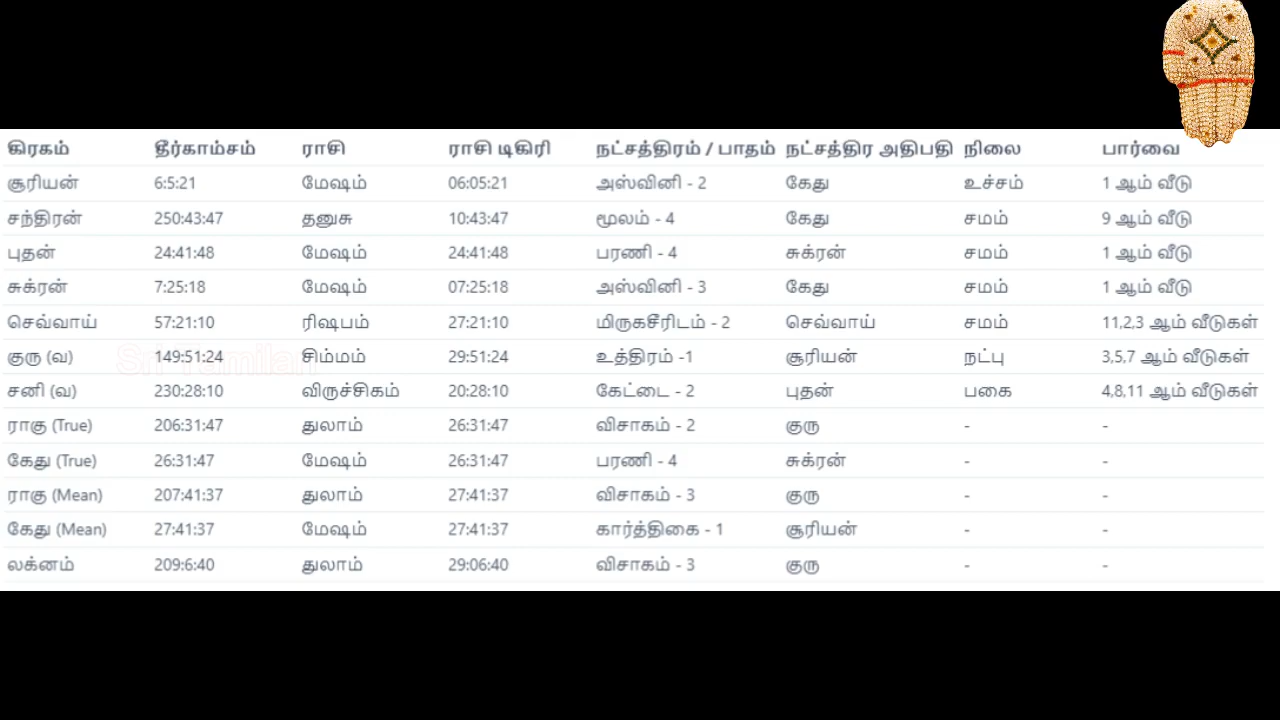 கிரகம் தீர்காம்சம் ராசி ராசி டிகிரி நட்சத்திரம் / பாதம் நட்சத்திர அதிபதி நிலை பார்வை
சூரியன் 6:5:21 மேஷம் 06:05:21 அஸ்வினி - 2 கேது உச்சம் 1 ஆம் வீடு
சந்திரன் 250:43:47 தனுசு 10:43:47 மூலம் - 4 கேது சமம் 9 ஆம் வீடு
புதன் 24:41:48 மேஷம் 24:41:48 பரணி - 4 சுக்ரன் சமம் 1 ஆம் வீடு
சுக்ரன் 7:25:18 மேஷம் 07:25:18 அஸ்வினி - 3 கேது சமம் 1 ஆம் வீடு
செவ்வாய் 57:21:10 ரிஷபம் 27:21:10 மிருகசீரிடம் - 2 செவ்வாய் சமம் 11,2,3 ஆம் வீடுகள்
குரு (வ) 149:51:24 சிம்மம் 29:51:24 உத்திரம் -1 சூரியன் நட்பு 3,5,7 ஆம் வீடுகள்
Sri Tamilan
சனி (வ) 230:28:10 விருச்சிகம் 20:28:10 கேட்டை - 2 புதன் பகை 4,8,11 ஆம் வீடுகள்
ராகு (True) 206:31:47 துலாம் 26:31:47 விசாகம் - 2 குரு - -
கேது (True) 26:31:47 மேஷம் 26:31:47 பரணி - 4 சுக்ரன் - -
ராகு (Mean) 207:41:37 துலாம் 27:41:37 விசாகம் - 3 குரு - -
கேது (Mean) 27:41:37 மேஷம் 27:41:37 கார்த்திகை - 1 சூரியன் - -
லக்னம் 209:6:40 துலாம் 29:06:40 விசாகம் - 3 குரு - -